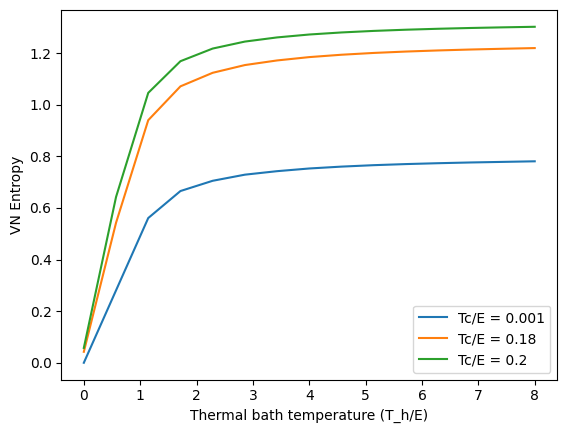 1.2
1.0
0.8
0.6
0.4
0.2
0.0
VN Entropy
Tc/E = 0.001
Tc/E = 0.18
Tc/E = 0.2
0 1 2 3 4 5 6 7 8
Thermal bath temperature (T_h/E)